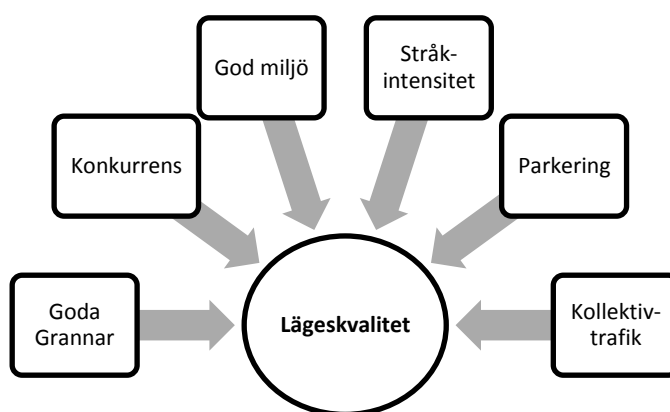 God miljö
Stråk-
intensitet
Konkurrens
Parkering
Goda
Grannar
Lägeskvalitet
Kollektiv-
trafik